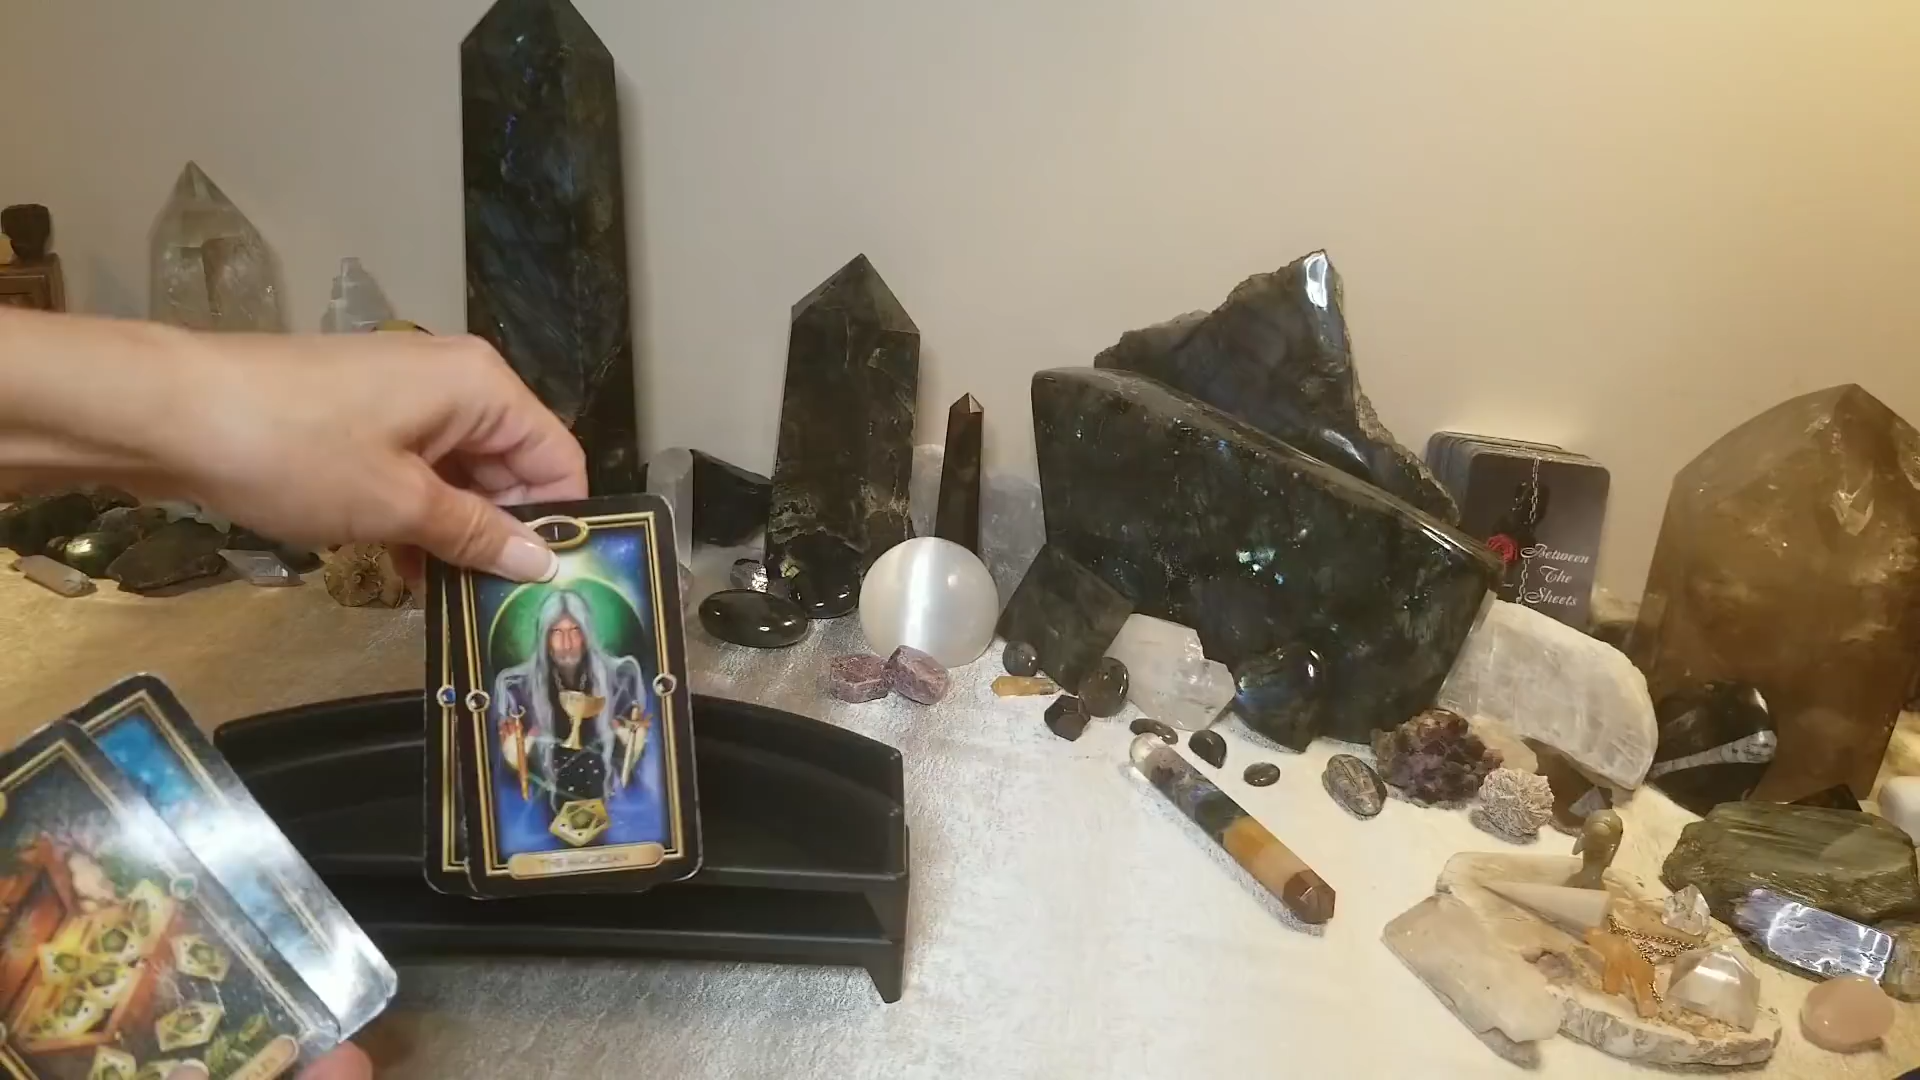 I
THE MAGICIAN
Between
The
Sheets